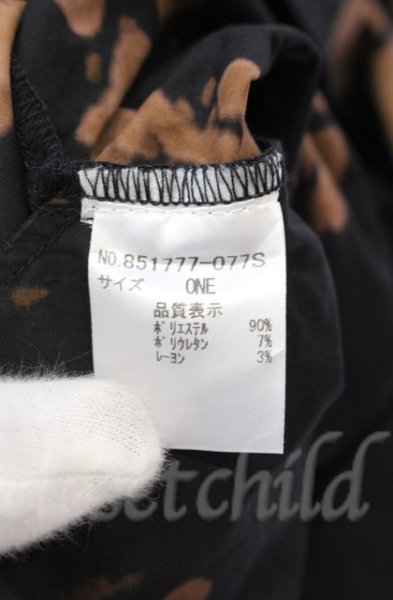 NO.851777-077S
サイズ ONE
品質表示
ポリエステル 90%
ポリウレタン 7%
レーヨン 3%
setchild